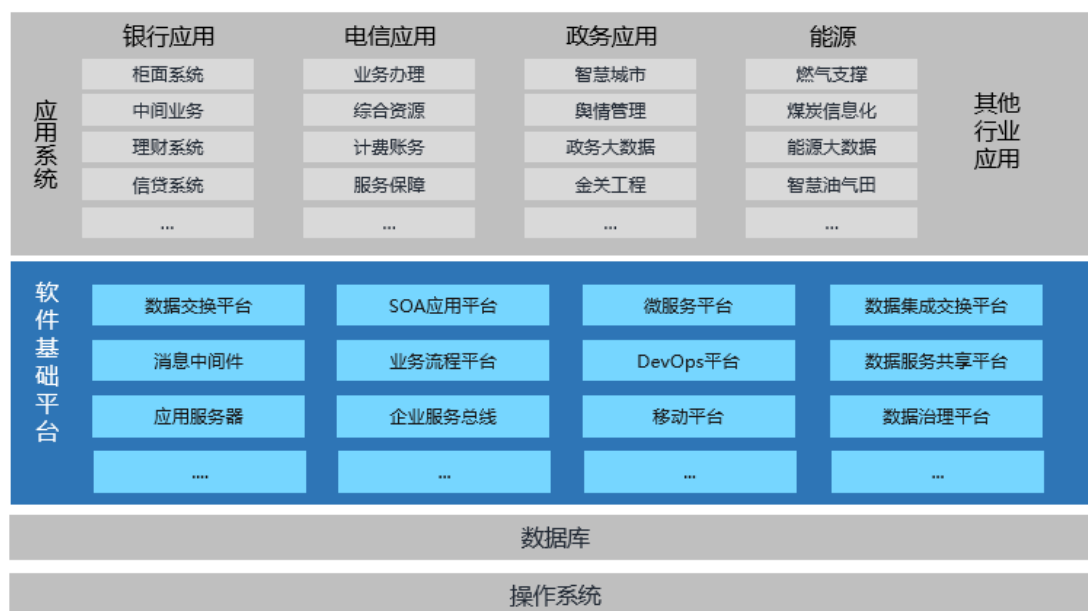 应用系统
银行应用
柜面系统
中间业务
理财系统
信贷系统
...
电信应用
业务办理
综合资源
计费账务
服务保障
...
政务应用
智慧城市
舆情管理
政务大数据
金关工程
...
能源
燃气支撑
煤炭信息化
能源大数据
智慧油气田
...
其他
行业
应用
软件基础平台
数据交换平台
消息中间件
应用服务器
....
SOA应用平台
业务流程平台
企业服务总线
...
微服务平台
DevOps平台
移动平台
...
数据集成交换平台
数据服务共享平台
数据治理平台
...
数据库
操作系统